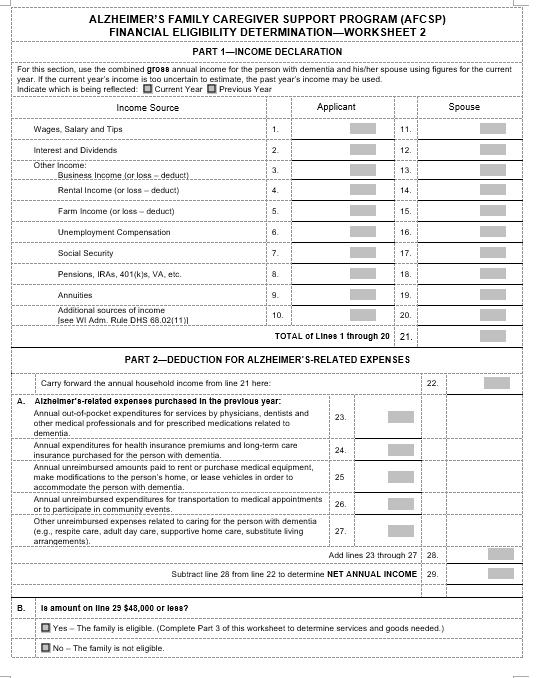 ALZHEIMER'S FAMILY CAREGIVER SUPPORT PROGRAM (AFCSP)
FINANCIAL ELIGIBILITY DETERMINATION—WORKSHEET 2
PART 1—INCOME DECLARATION
For this section, use the combined gross annual income for the person with dementia and his/her spouse using figures for the current
year. If the current year's income is too uncertain to estimate, the past year's income may be used.
Indicate which is being reflected: Current Year Previous Year
Income Source Applicant Spouse
Wages, Salary and Tips 1. 11.
Interest and Dividends 2. 12.
Other Income:
Business Income (or loss – deduct) 3. 13.
Rental Income (or loss – deduct) 4. 14.
Farm Income (or loss – deduct) 5. 15.
Unemployment Compensation 6. 16.
Social Security 7. 17.
Pensions, IRAs, 401(k)s, VA, etc. 8. 18.
Annuities 9. 19.
Additional sources of income
[see WI Adm. Rule DHS 68.02(11)] 10. 20.
TOTAL of Lines 1 through 20 21.
PART 2—DEDUCTION FOR ALZHEIMER'S-RELATED EXPENSES
Carry forward the annual household income from line 21 here: 22.
A. Alzheimer's-related expenses purchased in the previous year:
Annual out-of-pocket expenditures for services by physicians, dentists and
other medical professionals and for prescribed medications related to
dementia. 23.
Annual expenditures for health insurance premiums and long-term care
insurance purchased for the person with dementia. 24.
Annual unreimbursed amounts paid to rent or purchase medical equipment,
make modifications to the person's home, or lease vehicles in order to
accommodate the person with dementia. 25
Annual unreimbursed expenditures for transportation to medical appointments
or to participate in community events. 26.
Other unreimbursed expenses related to caring for the person with dementia
(e.g., respite care, adult day care, supportive home care, substitute living
arrangements). 27.
Add lines 23 through 27 28.
Subtract line 28 from line 22 to determine NET ANNUAL INCOME 29.
B. Is amount on line 29 $48,000 or less?
Yes – The family is eligible. (Complete Part 3 of this worksheet to determine services and goods needed.)
No – The family is not eligible.